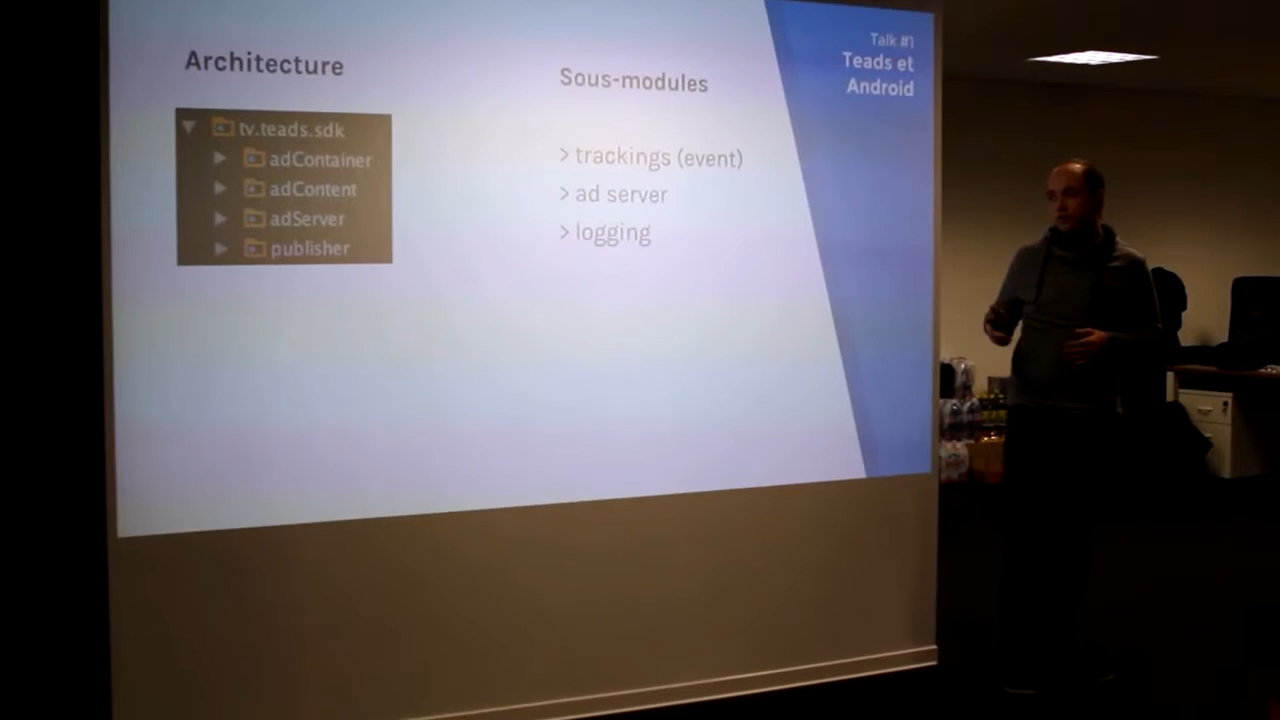 Architecture
tv.teads.sdk
adContainer
adContent
adServer
publisher
Sous-modules
> trackings (event)
> ad server
> logging
Talk #1
Teads et
Android